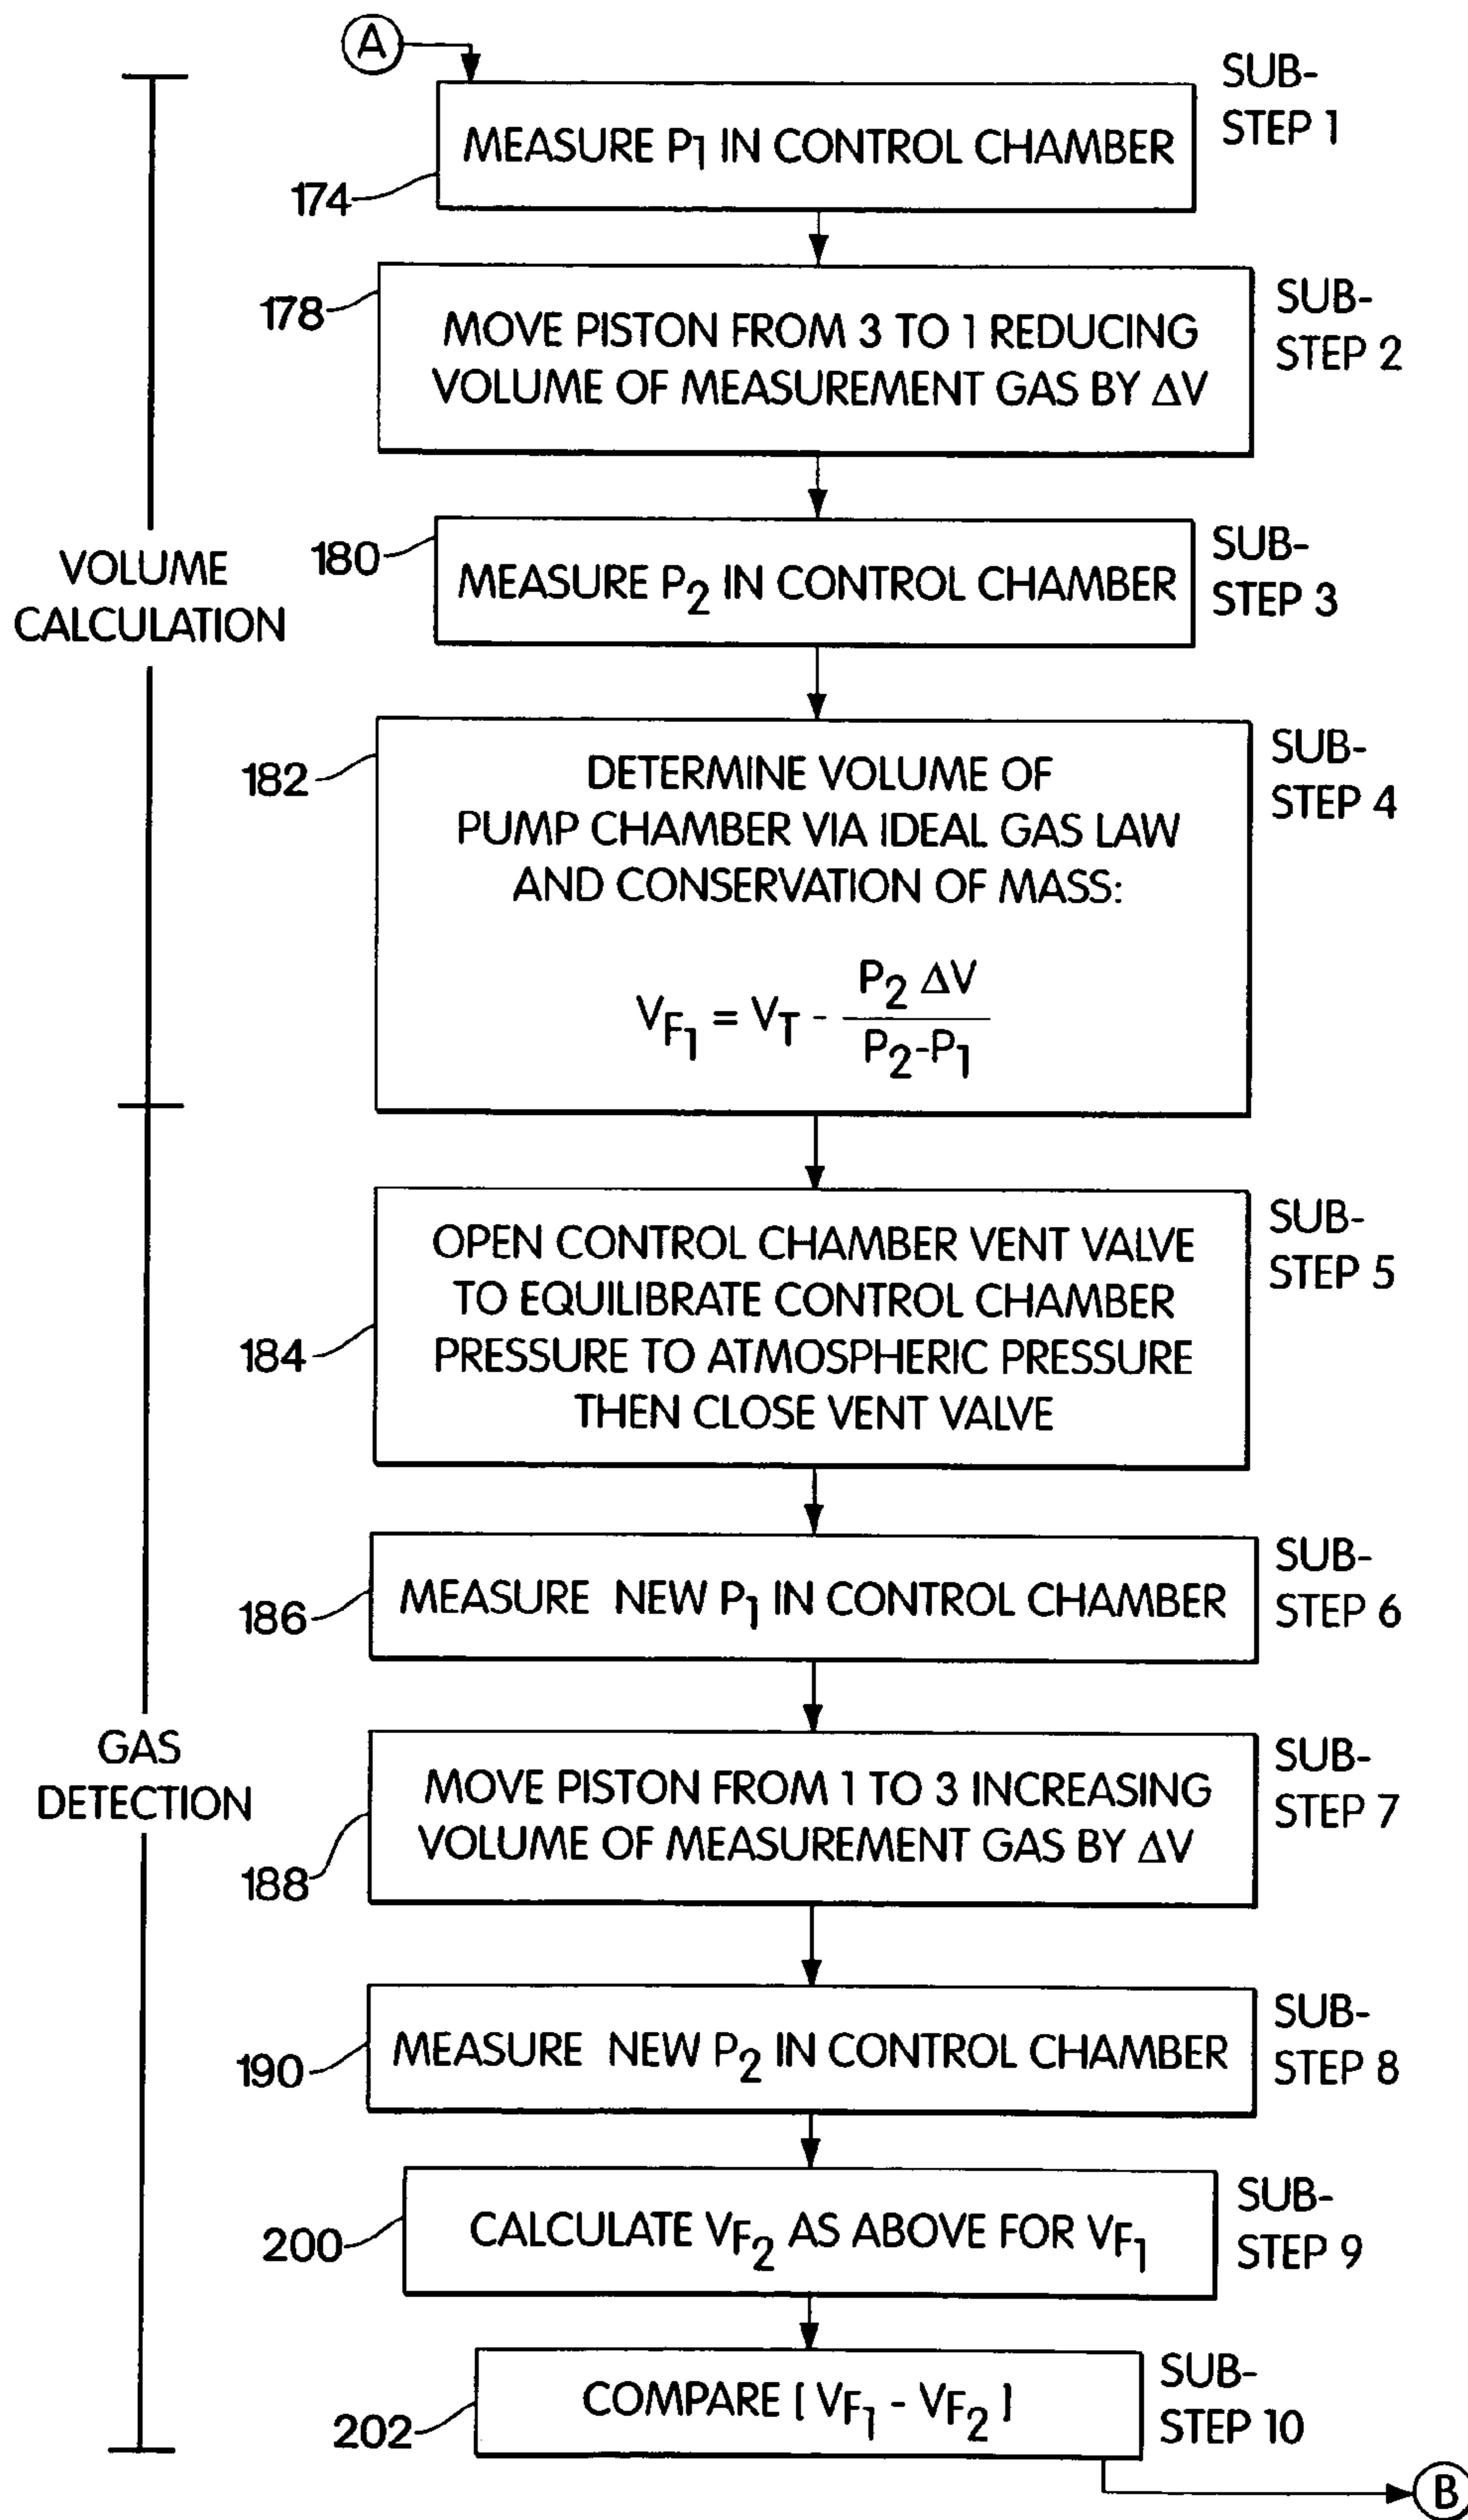 A
SUB-
STEP 1
MEASURE P1 IN CONTROL CHAMBER
174
178
SUB-
STEP 2
MOVE PISTON FROM 3 TO 1 REDUCING
VOLUME OF MEASUREMENT GAS BY ΔV
VOLUME
CALCULATION
180
SUB-
STEP 3
MEASURE P2 IN CONTROL CHAMBER
182
SUB-
STEP 4
DETERMINE VOLUME OF
PUMP CHAMBER VIA IDEAL GAS LAW
AND CONSERVATION OF MASS:
VF1 = VT - P2 ΔV / P2-P1
SUB-
STEP 5
OPEN CONTROL CHAMBER VENT VALVE
TO EQUILIBRATE CONTROL CHAMBER
PRESSURE TO ATMOSPHERIC PRESSURE
THEN CLOSE VENT VALVE
184
SUB-
STEP 6
MEASURE NEW P1 IN CONTROL CHAMBER
186
GAS
DETECTION
SUB-
STEP 7
MOVE PISTON FROM 1 TO 3 INCREASING
VOLUME OF MEASUREMENT GAS BY ΔV
188
SUB-
STEP 8
MEASURE NEW P2 IN CONTROL CHAMBER
190
SUB-
STEP 9
CALCULATE VF2 AS ABOVE FOR VF1
200
SUB-
STEP 10
COMPARE [ VF1 - VF2 ]
202
B